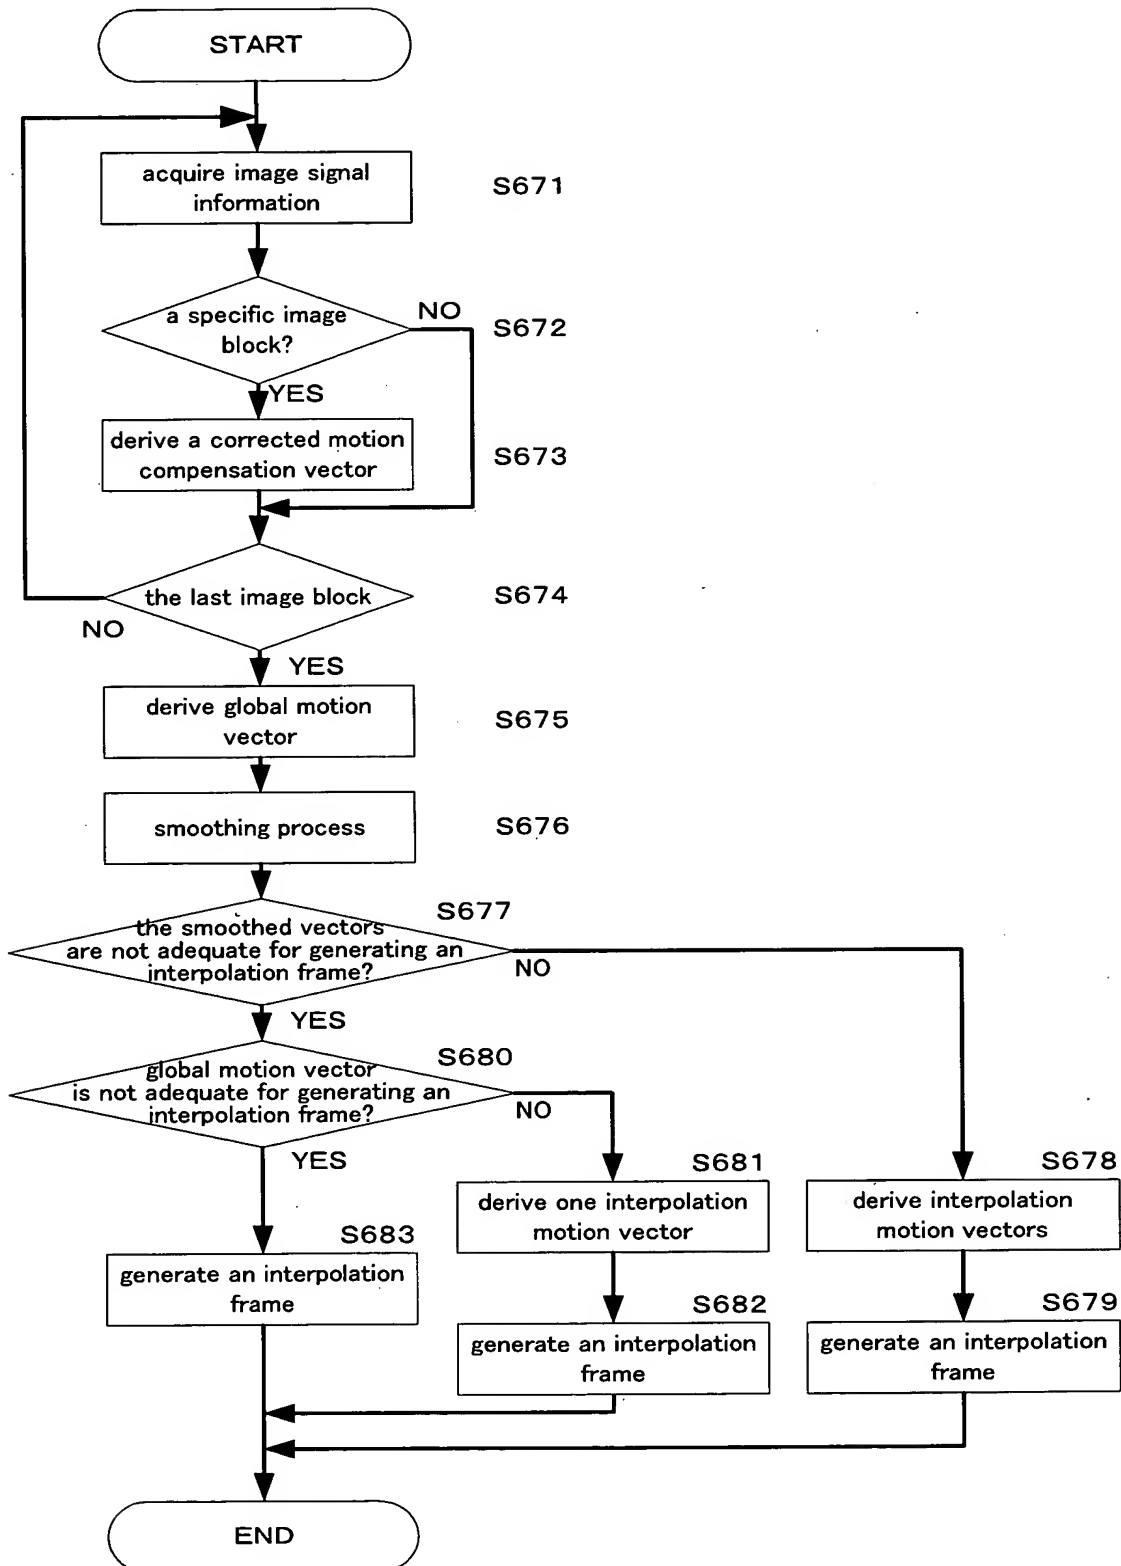 START
acquire image signal
information
S671
a specific image
block?
NO
S672
YES
derive a corrected motion
compensation vector
S673
the last image block
S674
NO
YES
derive global motion
vector
S675
smoothing process
S676
S677
the smoothed vectors
are not adequate for generating an
interpolation frame?
NO
YES
S680
global motion vector
is not adequate for generating an
interpolation frame?
NO
YES
S681
derive one interpolation
motion vector
S678
derive interpolation
motion vectors
S683
generate an interpolation
frame
S682
generate an interpolation
frame
S679
generate an interpolation
frame
END